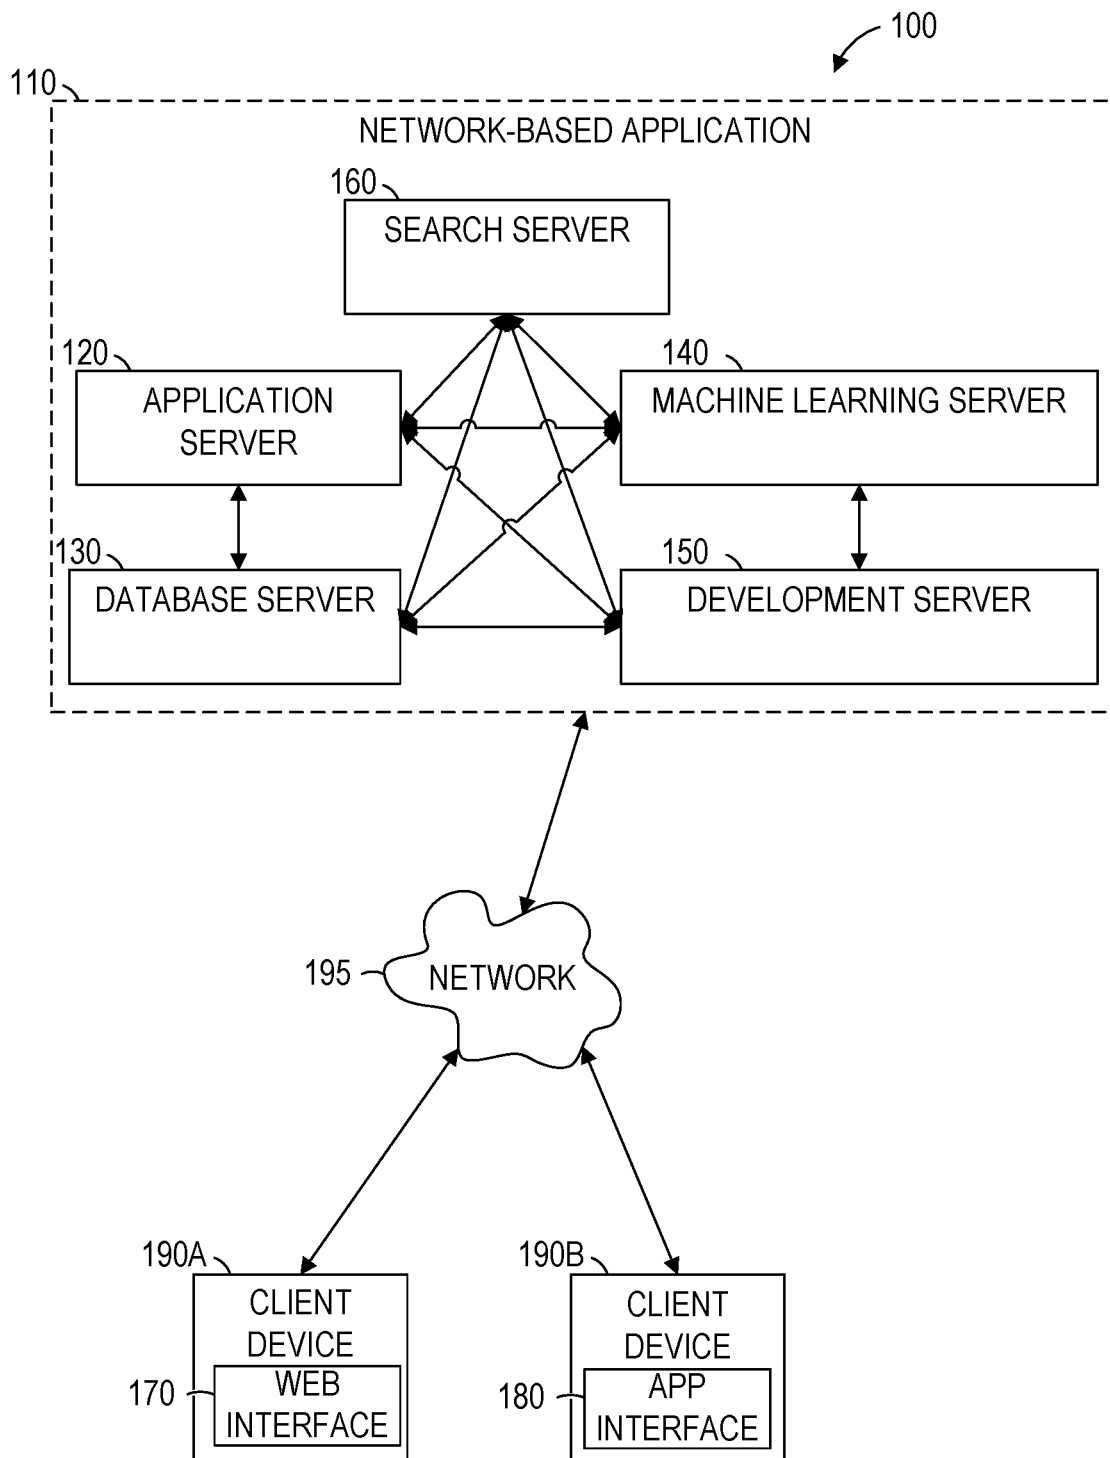 100
110
NETWORK-BASED APPLICATION
160
SEARCH SERVER
120
APPLICATION
SERVER
140
MACHINE LEARNING SERVER
130
DATABASE SERVER
150
DEVELOPMENT SERVER
195
NETWORK
190A
CLIENT
DEVICE
170
WEB
INTERFACE
190B
CLIENT
DEVICE
180
APP
INTERFACE